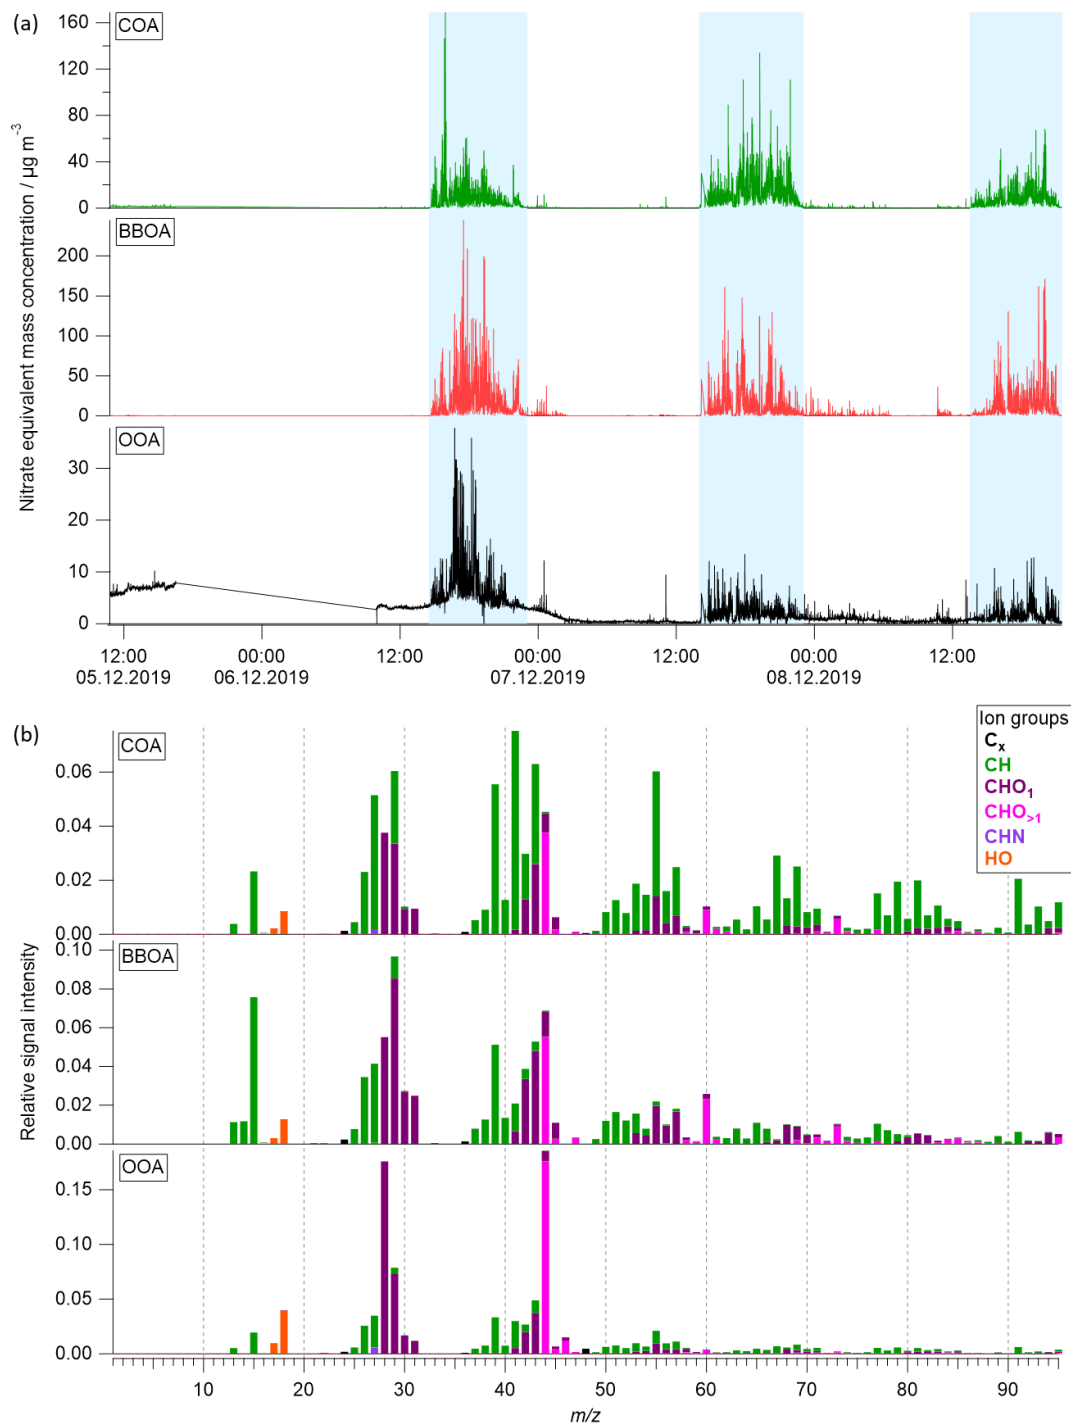 (a)
COA
160
120
80
40
0
BBOA
200
150
100
50
0
OOA
30
20
10
0
Nitrate equivalent mass concentration / µg m⁻³
12:00 00:00 12:00 00:00 12:00 00:00 12:00
05.12.2019 06.12.2019 07.12.2019 08.12.2019
(b)
Ion groups
Cₓ
CH
CHO₁
CHO>₁
CHN
HO
COA
0.06
0.04
0.02
0.00
BBOA
0.10
0.08
0.06
0.04
0.02
0.00
OOA
0.15
0.10
0.05
0.00
Relative signal intensity
10 20 30 40 50 60 70 80 90
m/z